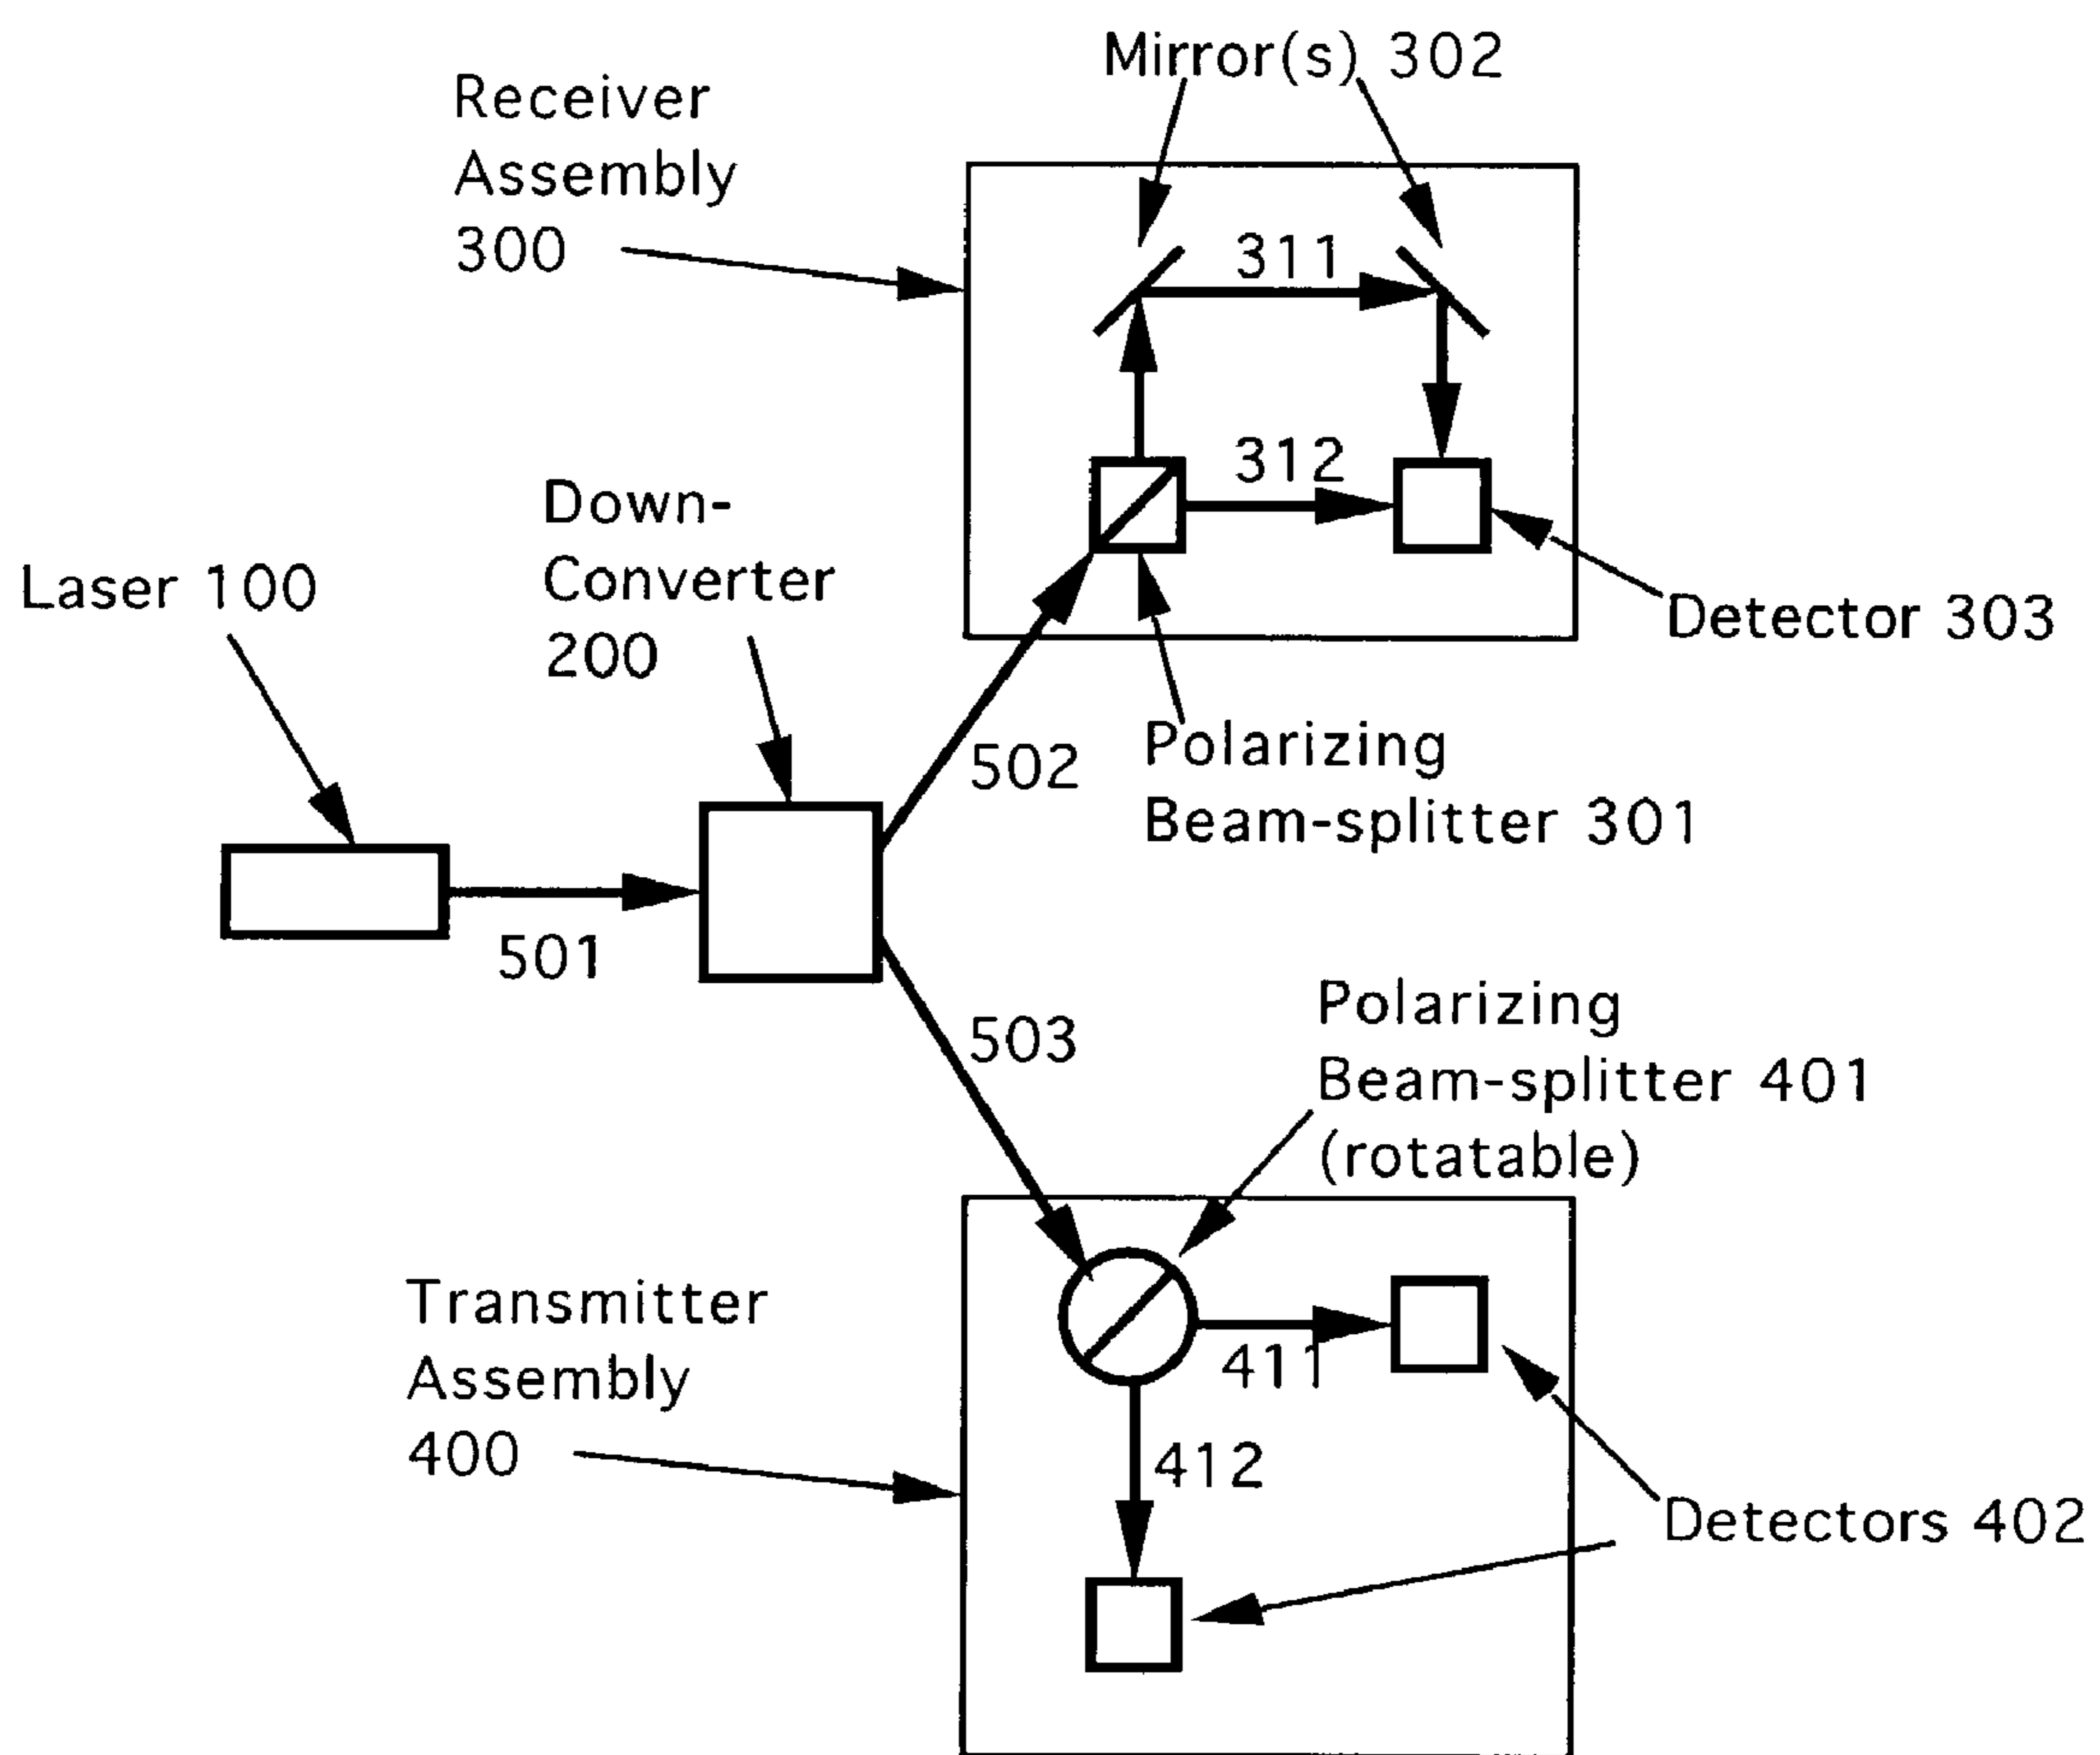 Mirror(s) 302
Receiver
Assembly
300
311
312
Down-
Converter
200
Laser 100
Detector 303
502
Polarizing
Beam-splitter 301
501
503
Polarizing
Beam-splitter 401
(rotatable)
Transmitter
Assembly
400
411
412
Detectors 402